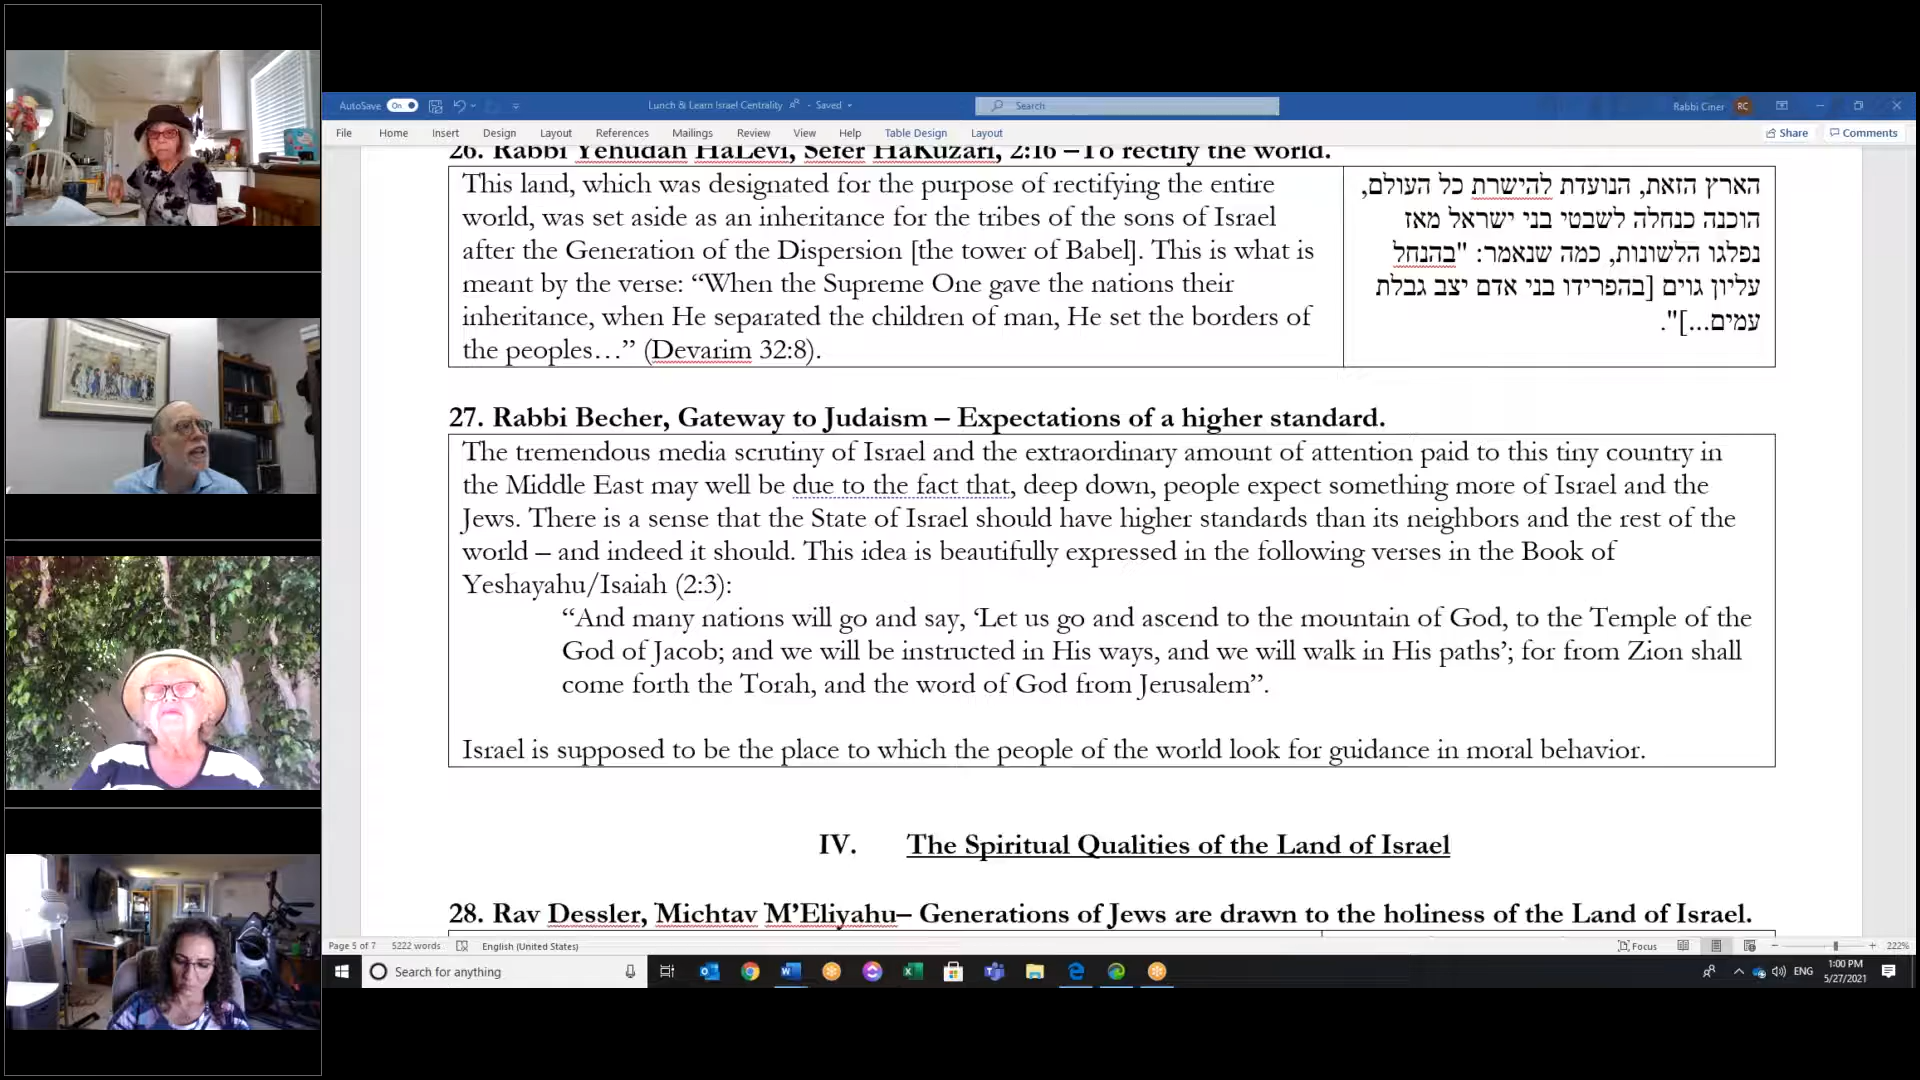 AutoSave On
Lunch & Learn Israel Centrality - Saved
Search
Rabbi Ciner RC
File Home Insert Design Layout References Mailings Review View Help Table Design Layout
Share Comments
26. Rabbi Yehudah HaLevi, Sefer HaKuzari, 2:16 –To rectify the world.
This land, which was designated for the purpose of rectifying the entire
world, was set aside as an inheritance for the tribes of the sons of Israel
after the Generation of the Dispersion [the tower of Babel]. This is what is
meant by the verse: “When the Supreme One gave the nations their
inheritance, when He separated the children of man, He set the borders of
the peoples…” (Devarim 32:8).
הארץ הזאת, הנועדת להישרת כל העולם,
הוכנה כנחלה לשבטי בני ישראל מאז
נפלגו הלשונות, כמה שנאמר: "בהנחל
עליון גוים [בהפרידו בני אדם יצב גבלת
עמים...]".
27. Rabbi Becher, Gateway to Judaism – Expectations of a higher standard.
The tremendous media scrutiny of Israel and the extraordinary amount of attention paid to this tiny country in
the Middle East may well be due to the fact that, deep down, people expect something more of Israel and the
Jews. There is a sense that the State of Israel should have higher standards than its neighbors and the rest of the
world – and indeed it should. This idea is beautifully expressed in the following verses in the Book of
Yeshayahu/Isaiah (2:3):
“And many nations will go and say, ‘Let us go and ascend to the mountain of God, to the Temple of the
God of Jacob; and we will be instructed in His ways, and we will walk in His paths’; for from Zion shall
come forth the Torah, and the word of God from Jerusalem”.
Israel is supposed to be the place to which the people of the world look for guidance in moral behavior.
IV. The Spiritual Qualities of the Land of Israel
28. Rav Dessler, Michtav M’Eliyahu– Generations of Jews are drawn to the holiness of the Land of Israel.
Page 5 of 7 5222 words English (United States)
Focus 222%
Search for anything
ENG
1:00 PM
5/27/2021